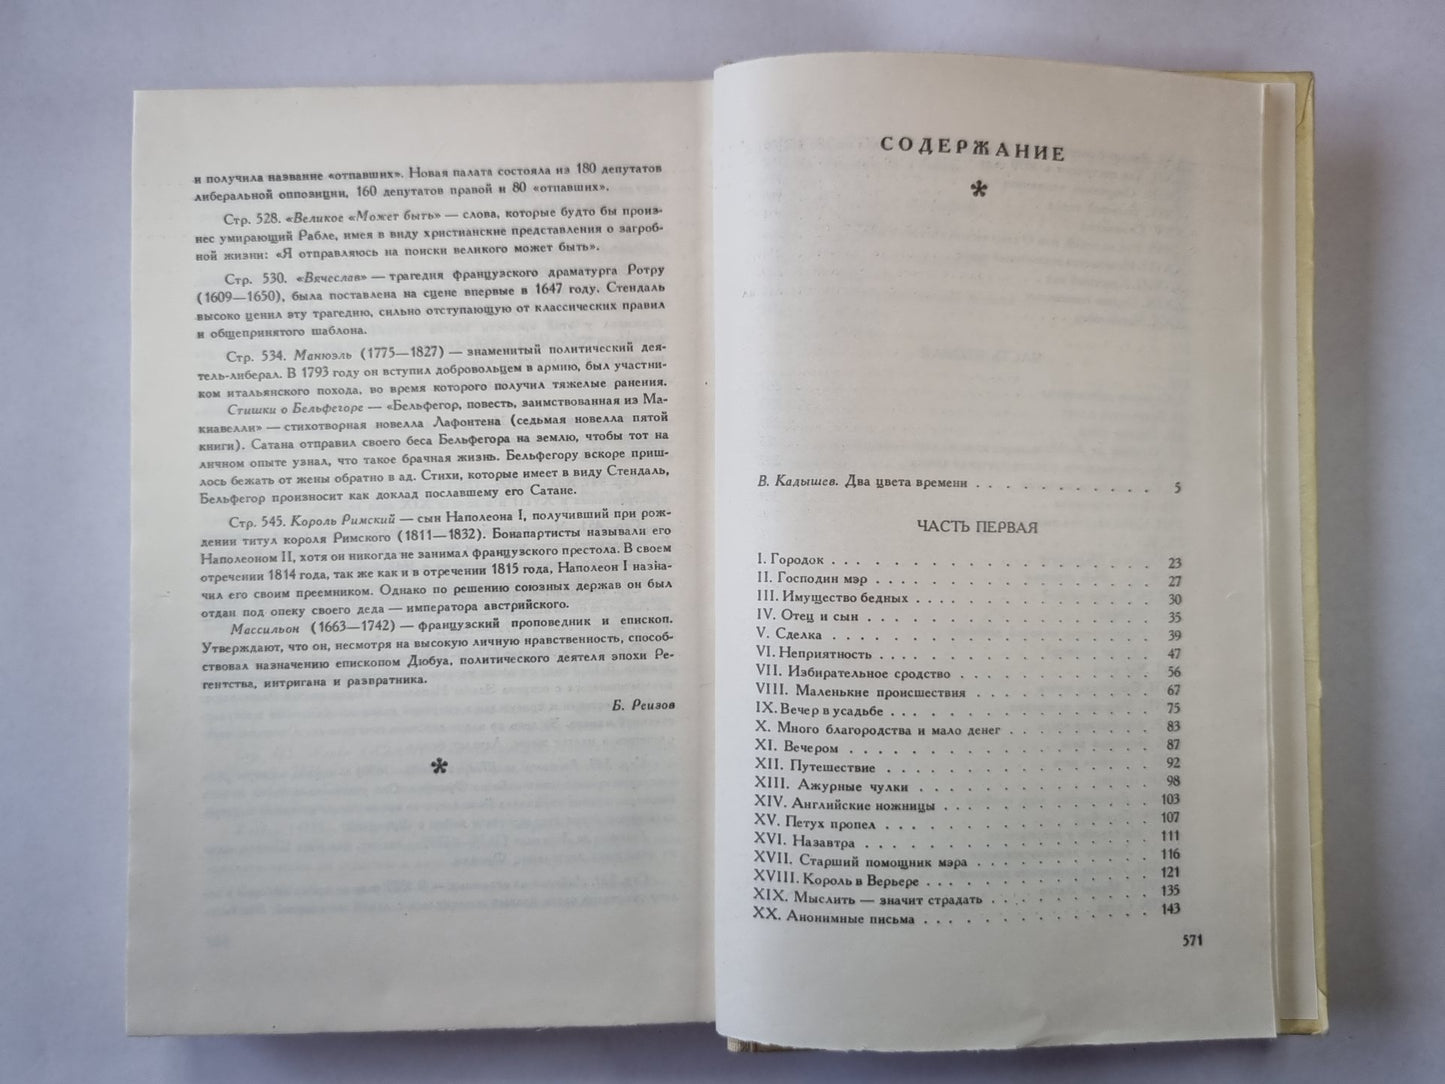 и получила название «отпавших». Новая палата состояла из 180 депутатов
либеральной оппозиции, 160 депутатов правой и 80 «отпавших».
Стр. 528. «Великое «Может быть» — слова, которые будто бы произ-
нес умирающий Рабле, имея в виду христианские представления о загроб-
ной жизни: «Я отправляюсь на поиски великого может быть».
Стр. 530. «Вячеслав» — трагедия французского драматурга Ротру
(1609—1650), была поставлена на сцене впервые в 1647 году. Стендаль
высоко ценил эту трагедию, сильно отступающую от классических правил
и общепринятого шаблона.
Стр. 534. Манюэль (1775—1827) — знаменитый политический дея-
тель-либерал. В 1793 году он вступил добровольцем в армию, был участни-
ком итальянского похода, во время которого получил тяжелые ранения.
Стишки о Бельфегоре — «Бельфегор, повесть, заимствованная из Ма-
киавелли» — стихотворная новелла Лафонтена (седьмая новелла пятой
книги). Сатана отправил своего беса Бельфегора на землю, чтобы тот на
личном опыте узнал, что такое брачная жизнь. Бельфегору вскоре приш-
лось бежать от жены обратно в ад. Стихи, которые имеет в виду Стендаль,
Бельфегор произносит как доклад пославшему его Сатане.
Стр. 545. Король Римский — сын Наполеона I, получивший при рож-
дении титул короля Римского (1811—1832). Бонапартисты называли его
Наполеоном II, хотя он никогда не занимал французского престола. В своем
отречении 1814 года, так же как и в отречении 1815 года, Наполеон I назна-
чил его своим преемником. Однако по решению союзных держав он был
отдан под опеку своего деда — императора австрийского.
Массильон (1663—1742) — французский проповедник и епископ.
Утверждают, что он, несмотря на высокую личную нравственность, способ-
ствовал назначению епископом Дюбуа, политического деятеля эпохи Ре-
гентства, интригана и развратника.
Б. Реизов
*
СОДЕРЖАНИЕ
*
В. Кадышев. Два цвета времени . . . . . . . . . . . 5
ЧАСТЬ ПЕРВАЯ
I. Городок . . . . . . . . . . . . . . . . . . 23
II. Господин мэр . . . . . . . . . . . . . . . . 27
III. Имущество бедных . . . . . . . . . . . . . . 30
IV. Отец и сын . . . . . . . . . . . . . . . . 35
V. Сделка . . . . . . . . . . . . . . . . . . 39
VI. Неприятность . . . . . . . . . . . . . . . 47
VII. Избирательное сродство . . . . . . . . . . . 56
VIII. Маленькие происшествия . . . . . . . . . . 67
IX. Вечер в усадьбе . . . . . . . . . . . . . . 75
X. Много благородства и мало денег . . . . . . . . 83
XI. Вечером . . . . . . . . . . . . . . . . . 87
XII. Путешествие . . . . . . . . . . . . . . . 92
XIII. Ажурные чулки . . . . . . . . . . . . . . 98
XIV. Английские ножницы . . . . . . . . . . . . 103
XV. Петух пропел . . . . . . . . . . . . . . . 107
XVI. Назавтра . . . . . . . . . . . . . . . . 111
XVII. Старший помощник мэра . . . . . . . . . . 116
XVIII. Король в Верьере . . . . . . . . . . . . . 121
XIX. Мыслить — значит страдать . . . . . . . . . 135
XX. Анонимные письма . . . . . . . . . . . . . 143
571